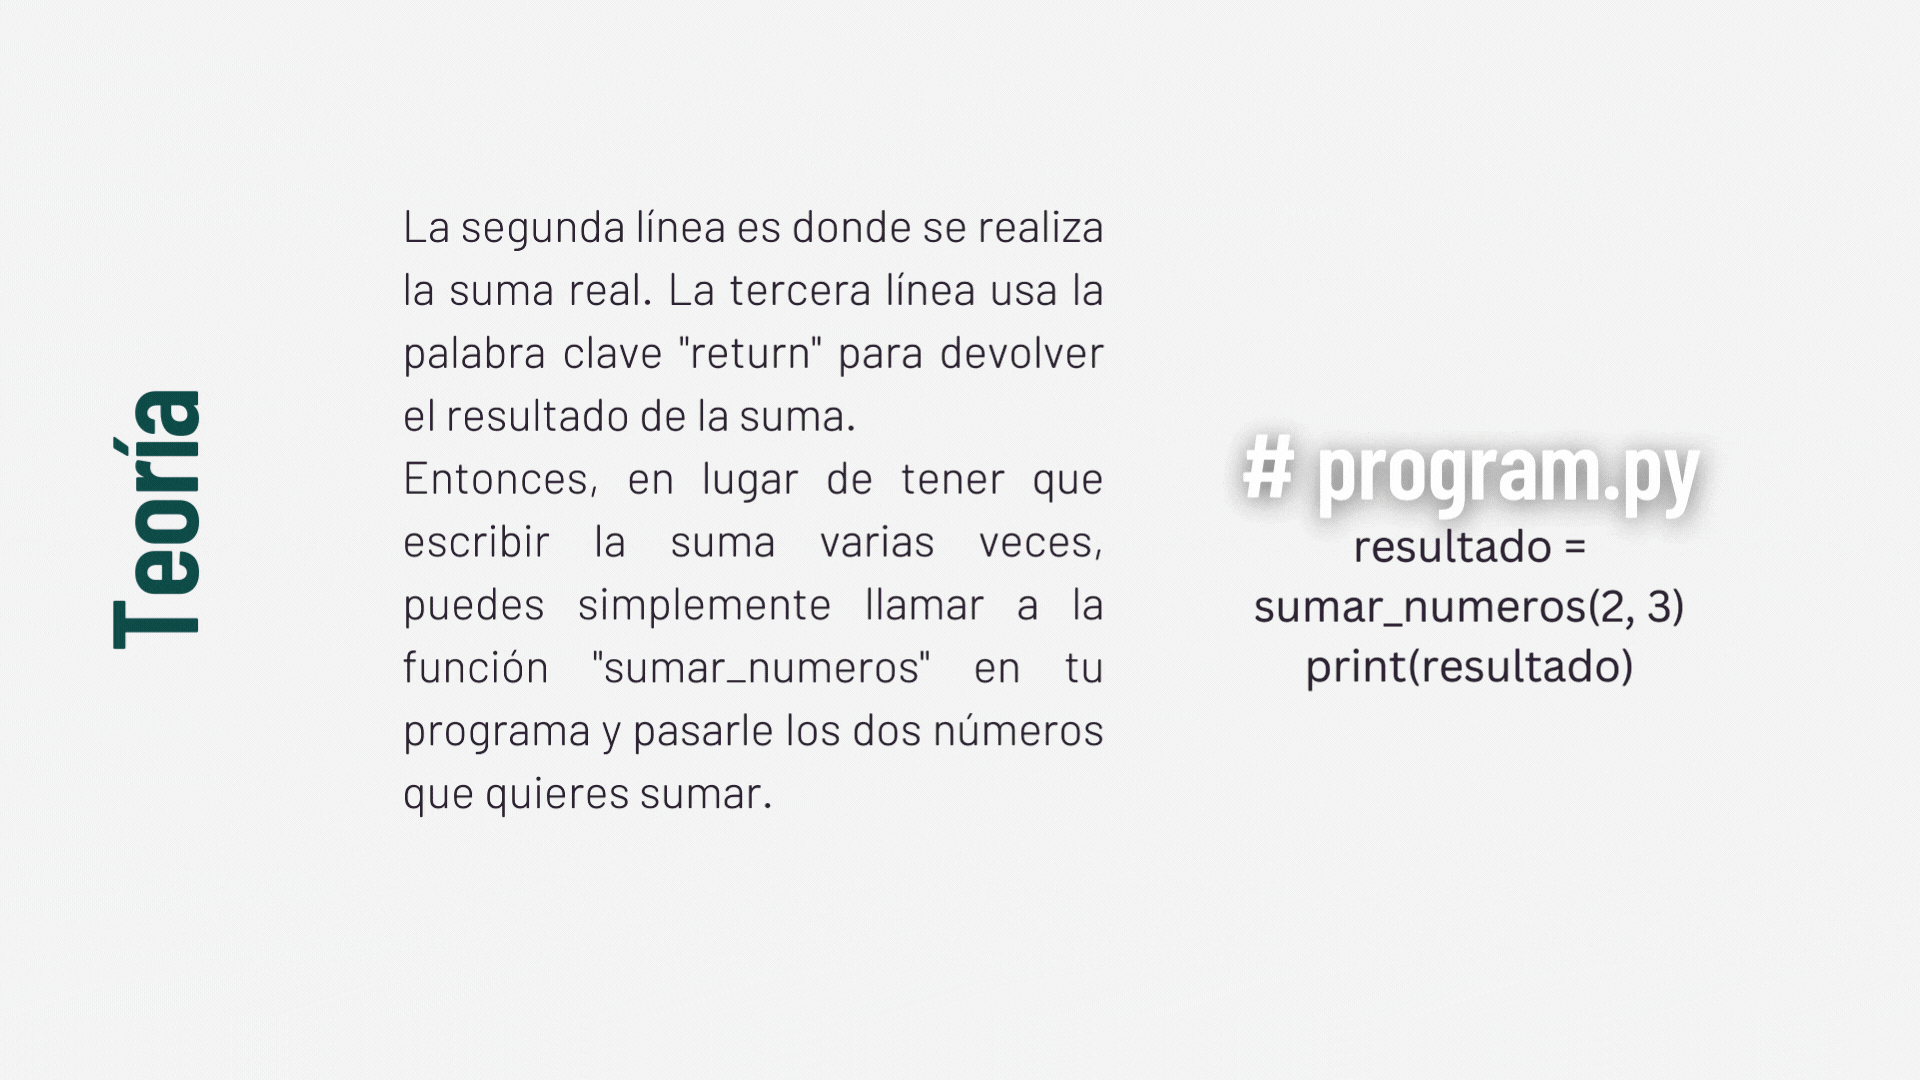 Teoría
La segunda línea es donde se realiza
la suma real. La tercera línea usa la
palabra clave "return" para devolver
el resultado de la suma.
Entonces, en lugar de tener que
escribir la suma varias veces,
puedes simplemente llamar a la
función "sumar_numeros" en tu
programa y pasarle los dos números
que quieres sumar.
# program.py
resultado =
sumar_numeros(2, 3)
print(resultado)